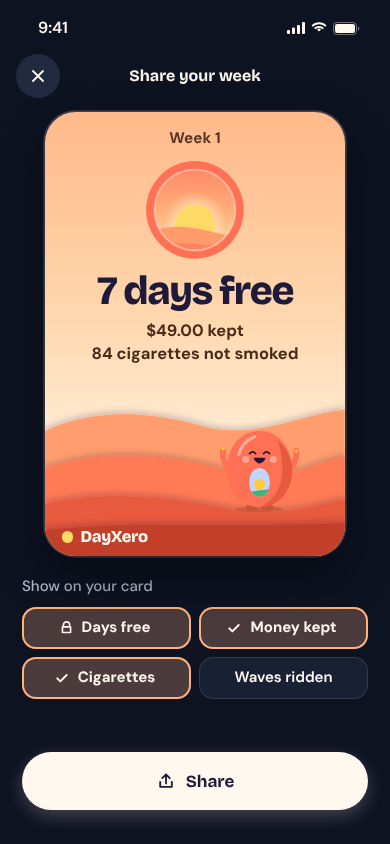 9:41
Share your week
Week 1
7 days free
$49.00 kept
84 cigarettes not smoked
DayXero
Show on your card
Days free
Money kept
Cigarettes
Waves ridden
Share